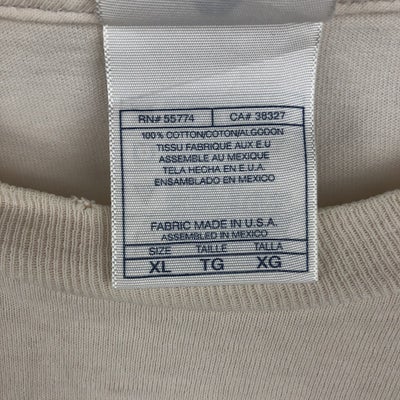 RN# 55774 CA# 38327
100% COTTON/COTON/ALGODON
TISSU FABRIQUE AUX E.U
ASSEMBLE AU MEXIQUE
TELA HECHA EN E.U.A.
ENSAMBLADO EN MEXICO
FABRIC MADE IN U.S.A.
ASSEMBLED IN MEXICO
SIZE TAILLE TALLA
XL TG XG